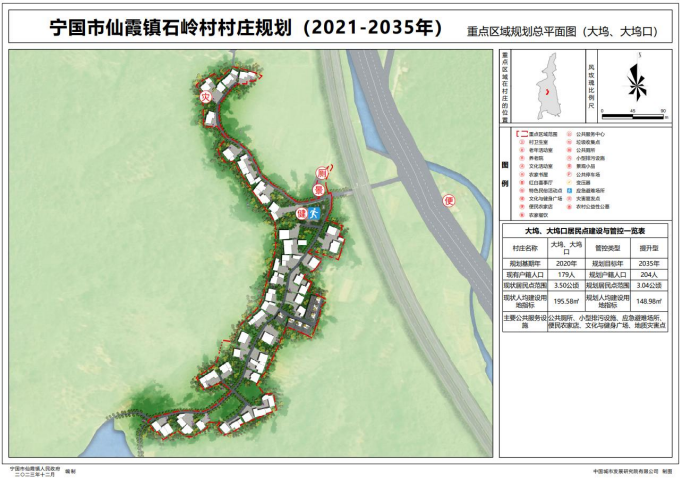 宁国市仙霞镇石岭村村庄规划（2021-2035年）
重点区域规划总平面图（大坞、大坞口）
灾
厕
景
健
便
重点区域在村庄的位置
风玫瑰比例尺
0 45 90
m
图例
重点区域范围 公共服务中心
村卫生室 垃圾收集点
老年活动室 公共厕所
养老院 小型排污设施
文化活动室 景观小品
农家书屋 公共停车场
红白喜事厅 变压器
特色民俗活动点 应急避难场所
文化与健身广场 灾害易发点
便民农家店 农村公益性公墓
农家餐饮
大坞、大坞口居民点建设与管控一览表
村庄名称 大坞、大坞口 管控类型 提升型
规划基期年 2020年 规划目标年 2035年
现有户籍人口 179人 规划户籍人口 204人
现状居民点范围 3.50公顷 规划居民点范围 3.04公顷
现状人均建设用地指标 195.58㎡ 规划人均建设用地指标 148.98㎡
主要公共服务设施 公共厕所、小型排污设施、应急避难场所、便民农家店、文化与健身广场、地质灾害点
宁国市仙霞镇人民政府 编制
二〇二三年十二月
中国城市发展研究院有限公司 制图